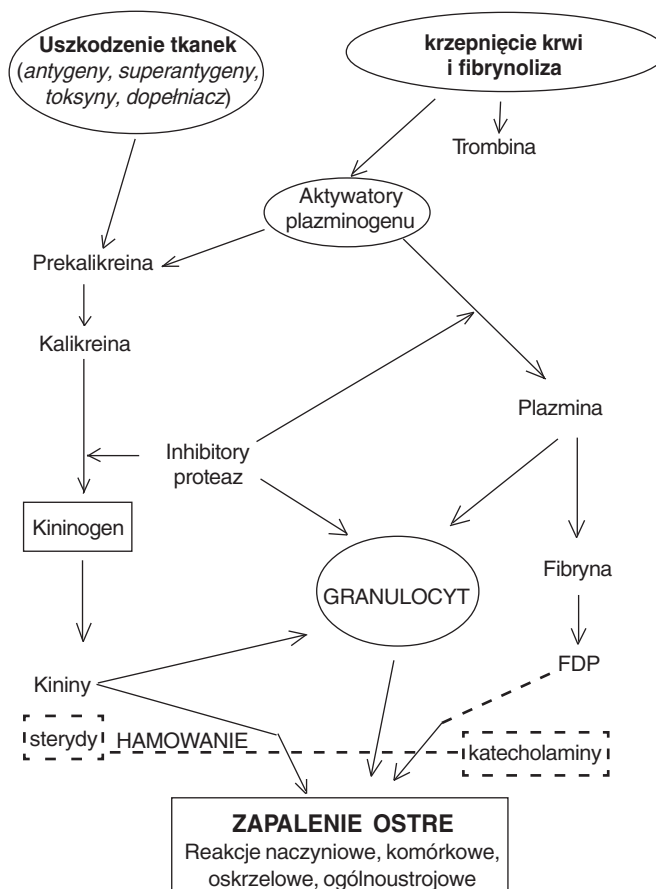 Uszkodzenie tkanek
(antygeny, superantygeny,
toksyny, dopełniacz)
krzepnięcie krwi
i fibrynoliza
Trombina
Aktywatory
plazminogenu
Prekalikreina
Kalikreina
Plazmina
Inhibitory
proteaz
Kininogen
GRANULOCYT
Fibryna
Kininy
FDP
sterydy
HAMOWANIE
katecholaminy
ZAPALENIE OSTRE
Reakcje naczyniowe, komórkowe,
oskrzelowe, ogólnoustrojowe